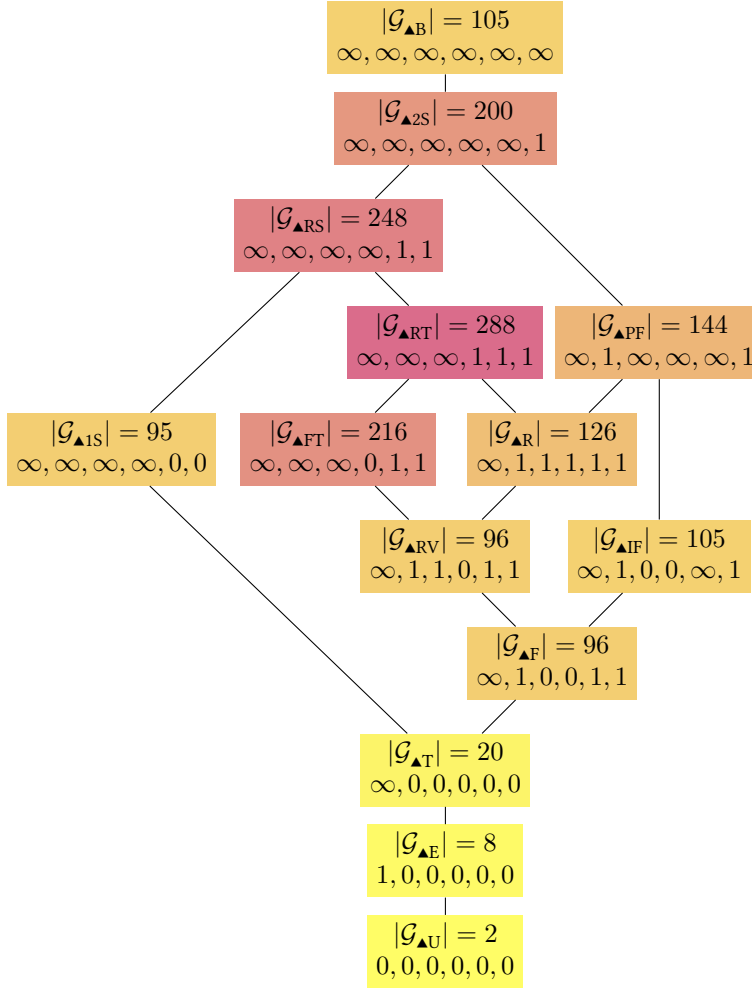 |𝒢▲B| = 105
∞, ∞, ∞, ∞, ∞, ∞
|𝒢▲2S| = 200
∞, ∞, ∞, ∞, ∞, 1
|𝒢▲RS| = 248
∞, ∞, ∞, ∞, 1, 1
|𝒢▲RT| = 288
∞, ∞, ∞, 1, 1, 1
|𝒢▲PF| = 144
∞, 1, ∞, ∞, ∞, 1
|𝒢▲1S| = 95
∞, ∞, ∞, ∞, 0, 0
|𝒢▲FT| = 216
∞, ∞, ∞, 0, 1, 1
|𝒢▲R| = 126
∞, 1, 1, 1, 1, 1
|𝒢▲RV| = 96
∞, 1, 1, 0, 1, 1
|𝒢▲IF| = 105
∞, 1, 0, 0, ∞, 1
|𝒢▲F| = 96
∞, 1, 0, 0, 1, 1
|𝒢▲T| = 20
∞, 0, 0, 0, 0, 0
|𝒢▲E| = 8
1, 0, 0, 0, 0, 0
|𝒢▲U| = 2
0, 0, 0, 0, 0, 0